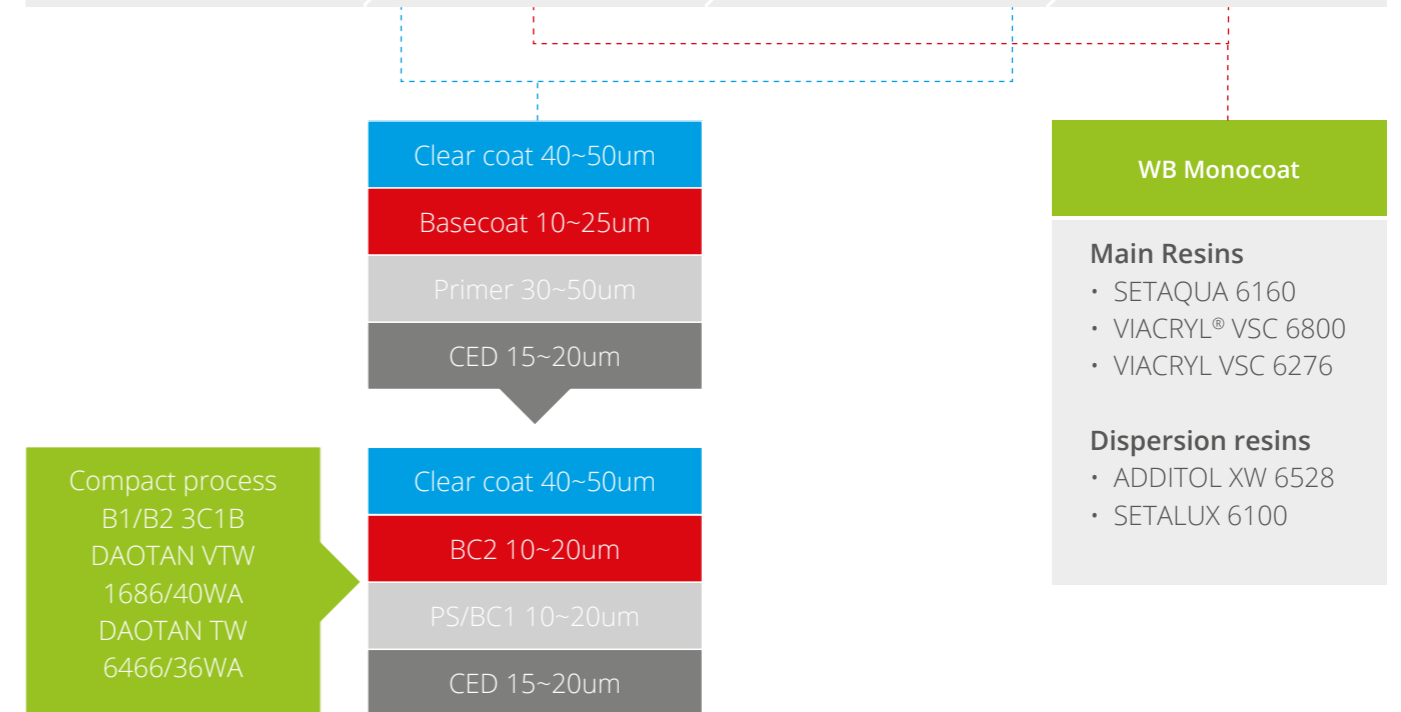 Clear coat 40~50um
Basecoat 10~25um
Primer 30~50um
CED 15~20um
WB Monocoat
Main Resins
• SETAQUA 6160
• VIACRYL® VSC 6800
• VIACRYL VSC 6276
Dispersion resins
• ADDITOL XW 6528
• SETALUX 6100
Compact process
B1/B2 3C1B
DAOTAN VTW
1686/40WA
DAOTAN TW
6466/36WA
Clear coat 40~50um
BC2 10~20um
PS/BC1 10~20um
CED 15~20um